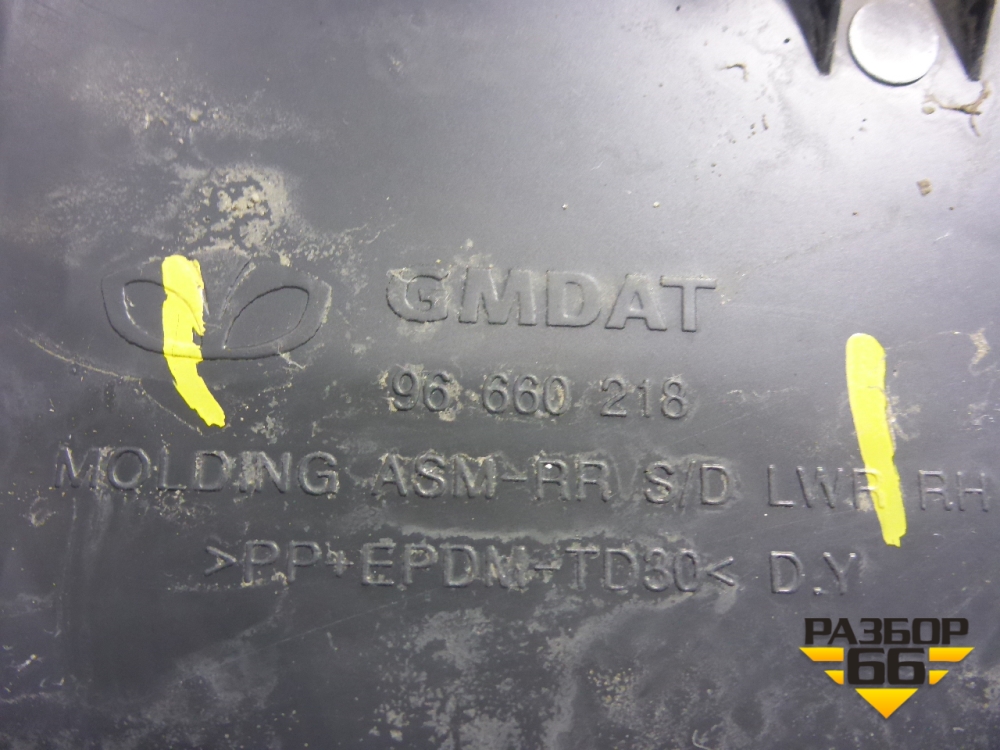 GMDAT
96 660 218
MOLDING ASM-RR S/D LWR RH
>PP+EPDM-TD30< D.Y
РАЗБОР
66